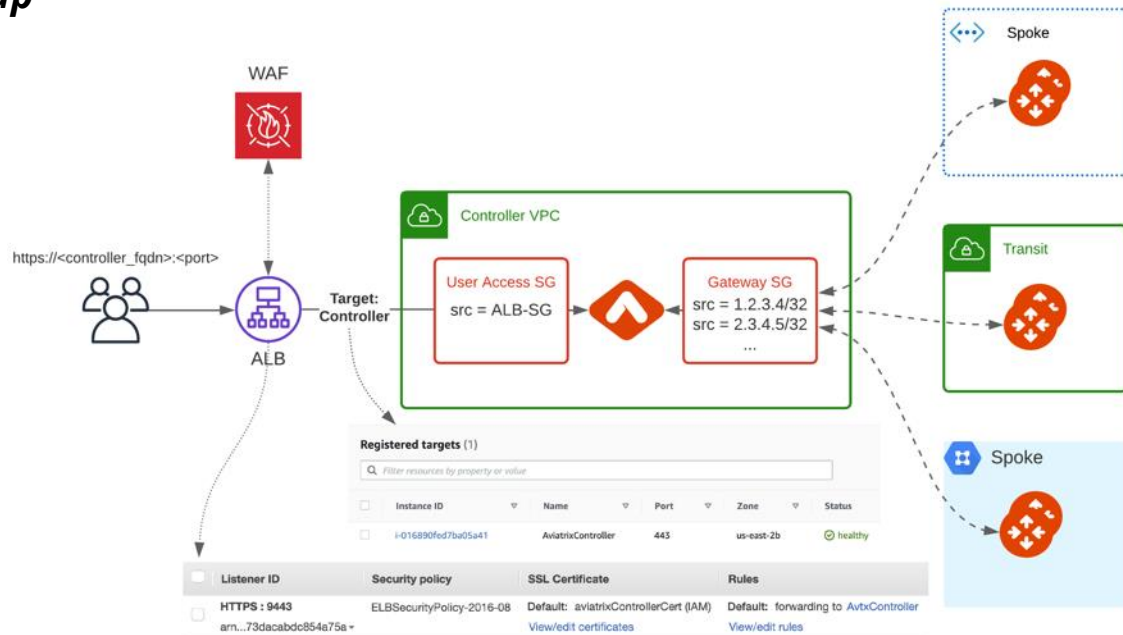 up
WAF
Spoke
Controller VPC
https://<controller_fqdn>:<port>
Transit
User Access SG
src = ALB-SG
Gateway SG
src = 1.2.3.4/32
src = 2.3.4.5/32
...
Target:
Controller
ALB
Registered targets (1)
Filter resources by property or value
Spoke
Instance ID Name Port Zone Status
i-016890fed7ba05a41 AviatrixController 443 us-east-2b healthy
Listener ID Security policy SSL Certificate Rules
HTTPS : 9443 ELBSecurityPolicy-2016-08 Default: aviatrixControllerCert (IAM) Default: forwarding to AvtxController
arn...73dacabdc854a75a View/edit certificates View/edit rules